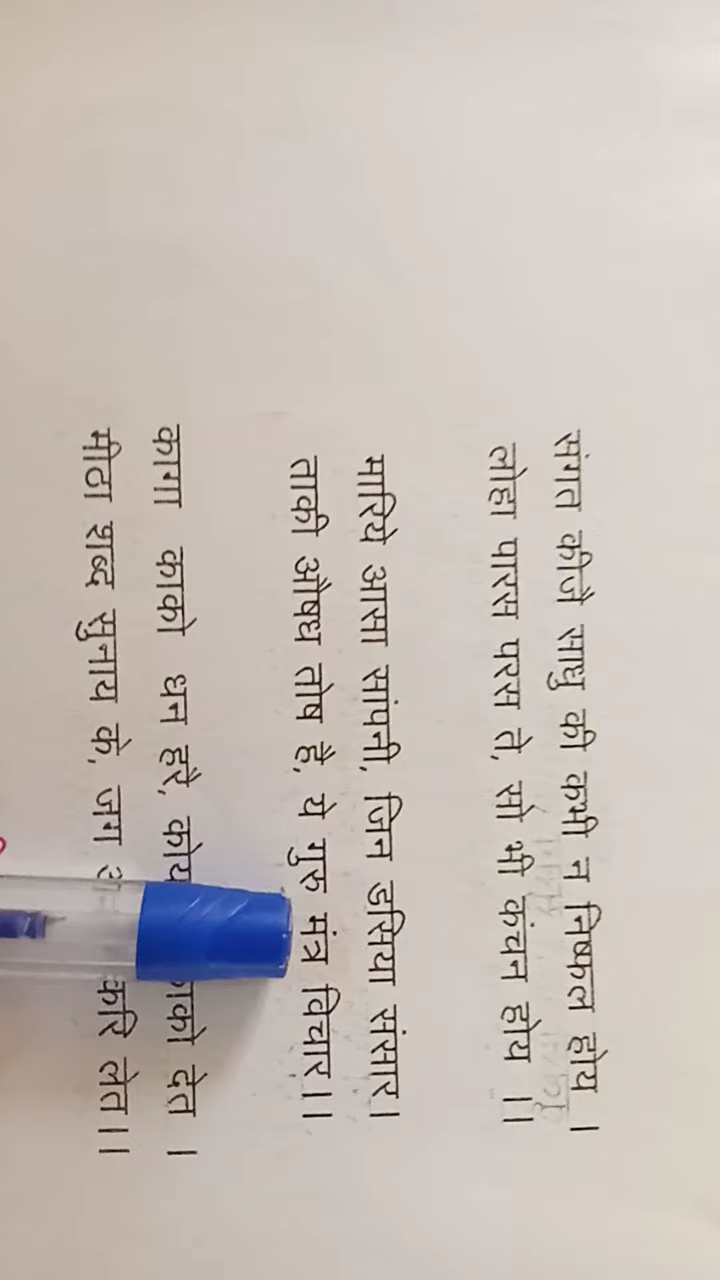 संगत कीजै साधु की कभी न निष्फल होय ।
लोहा पारस परस ते, सो भी कंचन होय ।।
मारिये आसा सांपनी, जिन डसिया संसार।
ताकी औषध तोष है, ये गुरु मंत्र विचार।।
कागा काको धन हरे, देत ।
मीठा शब्द सुनाय के, जग करि लेत।।